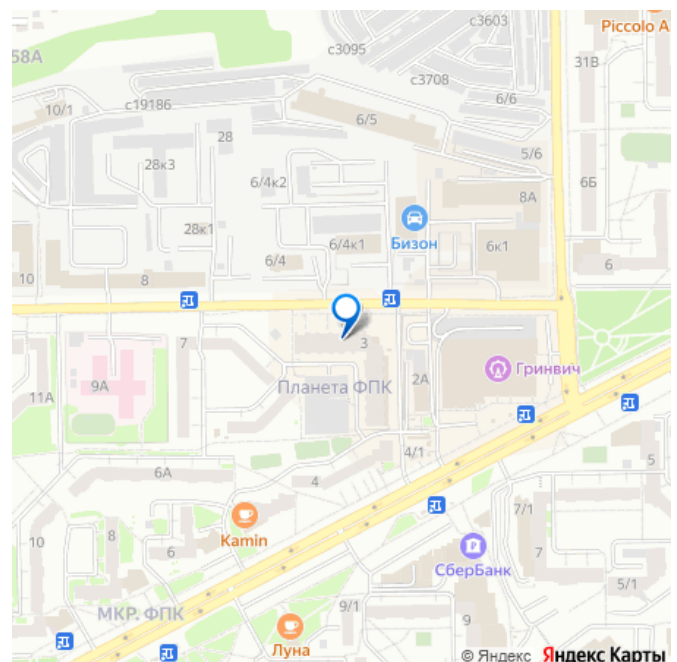 с3603
Piccolo A
с3095
58А
31В
с3708
10/1
с19186
6/6
6/5
28
5/6
28к3
6/4к2
6Б
8А
28к1
Бизон
6/4к1
6к1
6/4
6
10
8
7
3
Гринвич
Планета ФПК
2А
9А
11А
4/1
6А
4
5
7/1
Kamin
10
8
6
7
СберБанк
5/1
МКР. ФПК
9/1
9
Луна
© Яндекс Яндекс Карты